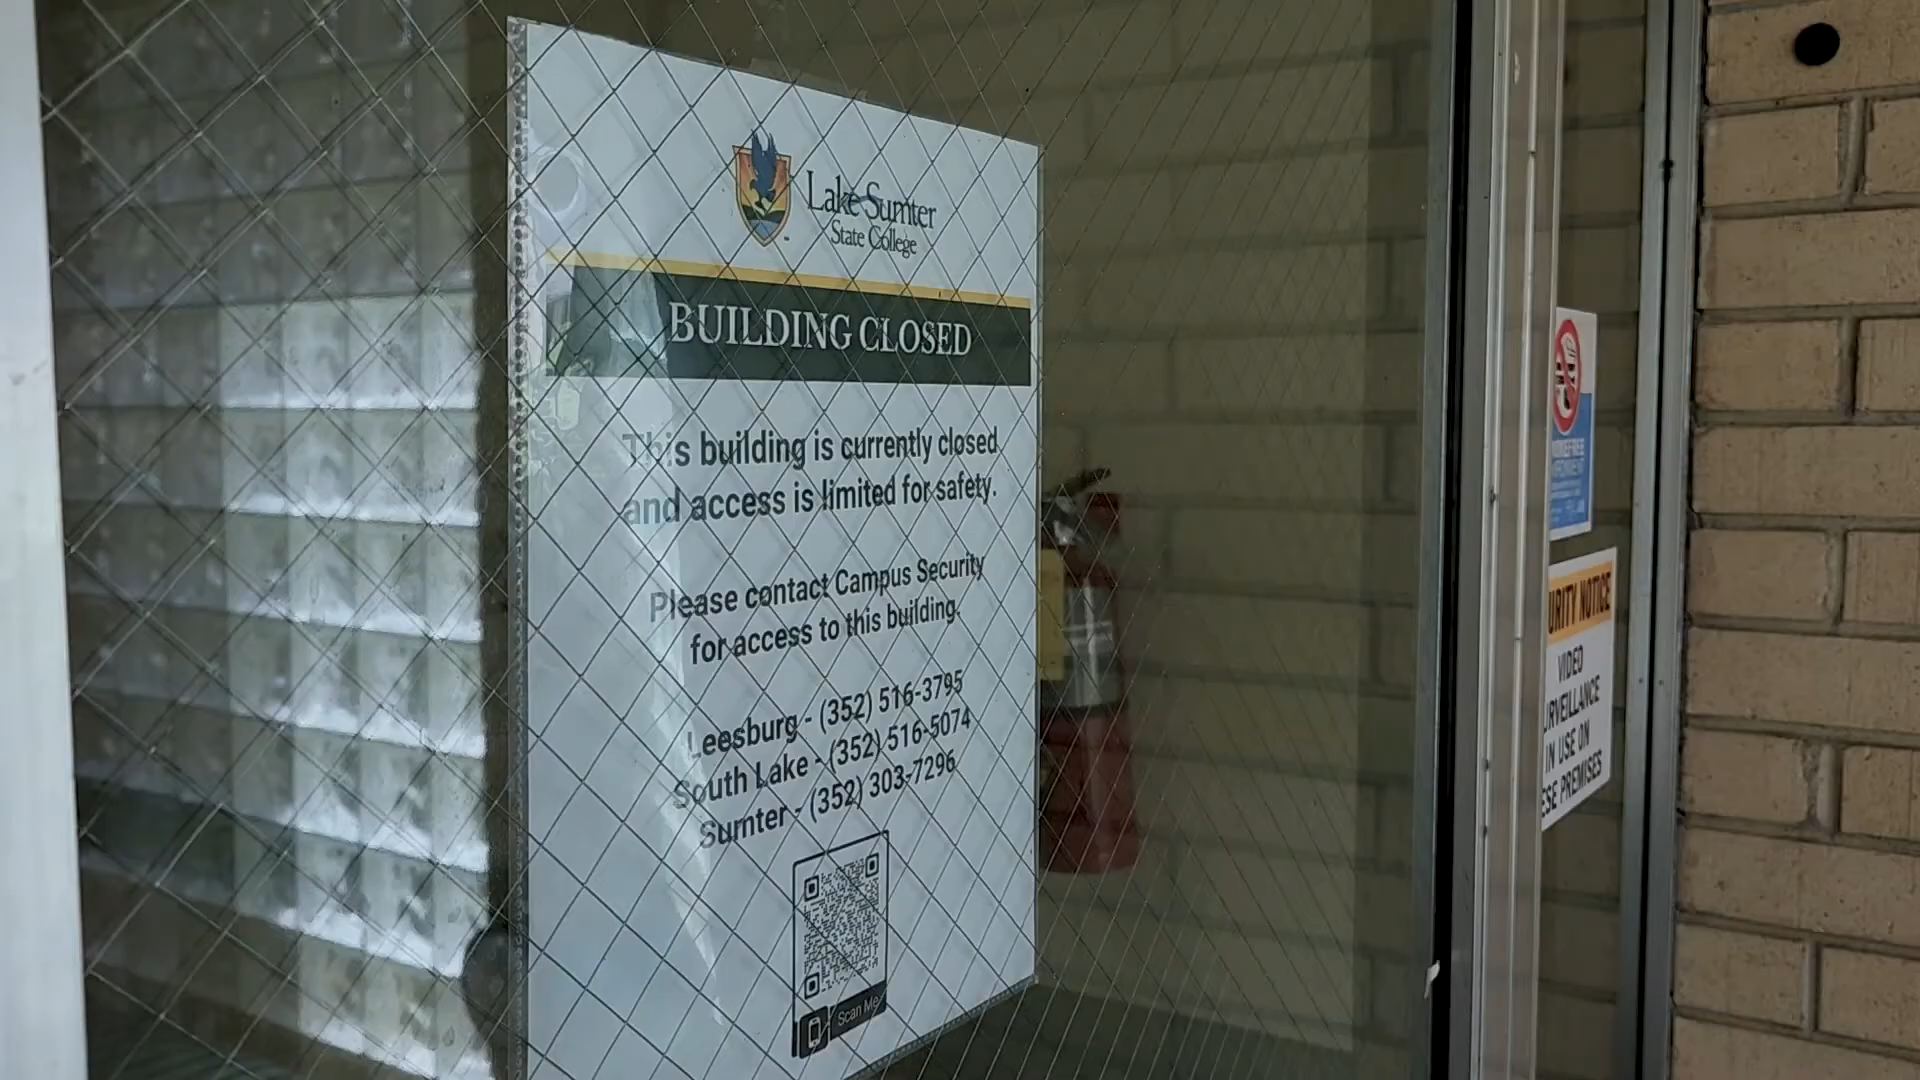 Lake-Sumter
State College
BUILDING CLOSED
This building is currently closed
and access is limited for safety.
Please contact Campus Security
for access to this building.
Leesburg - (352) 516-3795
South Lake - (352) 516-5074
Sumter - (352) 303-7296
Scan Me
URITY NOTICE
VIDEO
URVEILLANCE
IN USE ON
ESE PREMISES